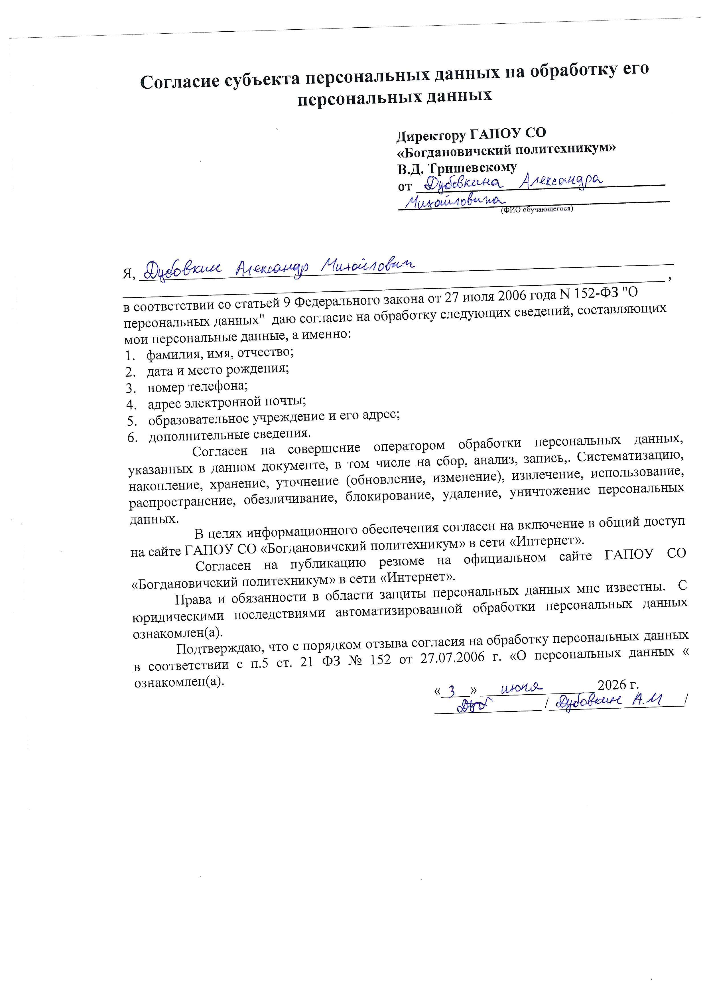 Согласие субъекта персональных данных на обработку его
персональных данных
Директору ГАПОУ СО
«Богдановичский политехникум»
В.Д. Тришевскому
от Дубовкина Александра
Михайловича
(ФИО обучающегося)
Я, Дубовкин Александр Михайлович
,
в соответствии со статьей 9 Федерального закона от 27 июля 2006 года N 152-ФЗ "О
персональных данных" даю согласие на обработку следующих сведений, составляющих
мои персональные данные, а именно:
1. фамилия, имя, отчество;
2. дата и место рождения;
3. номер телефона;
4. адрес электронной почты;
5. образовательное учреждение и его адрес;
6. дополнительные сведения.
Согласен на совершение оператором обработки персональных данных,
указанных в данном документе, в том числе на сбор, анализ, запись,. Систематизацию,
накопление, хранение, уточнение (обновление, изменение), извлечение, использование,
распространение, обезличивание, блокирование, удаление, уничтожение персональных
данных.
В целях информационного обеспечения согласен на включение в общий доступ
на сайте ГАПОУ СО «Богдановичский политехникум» в сети «Интернет».
Согласен на публикацию резюме на официальном сайте ГАПОУ СО
«Богдановичский политехникум» в сети «Интернет».
Права и обязанности в области защиты персональных данных мне известны. С
юридическими последствиями автоматизированной обработки персональных данных
ознакомлен(а).
Подтверждаю, что с порядком отзыва согласия на обработку персональных данных
в соответствии с п.5 ст. 21 ФЗ № 152 от 27.07.2006 г. «О персональных данных «
ознакомлен(а).
«3» июня 2026 г.
Дуб / Дубовкин А.М /